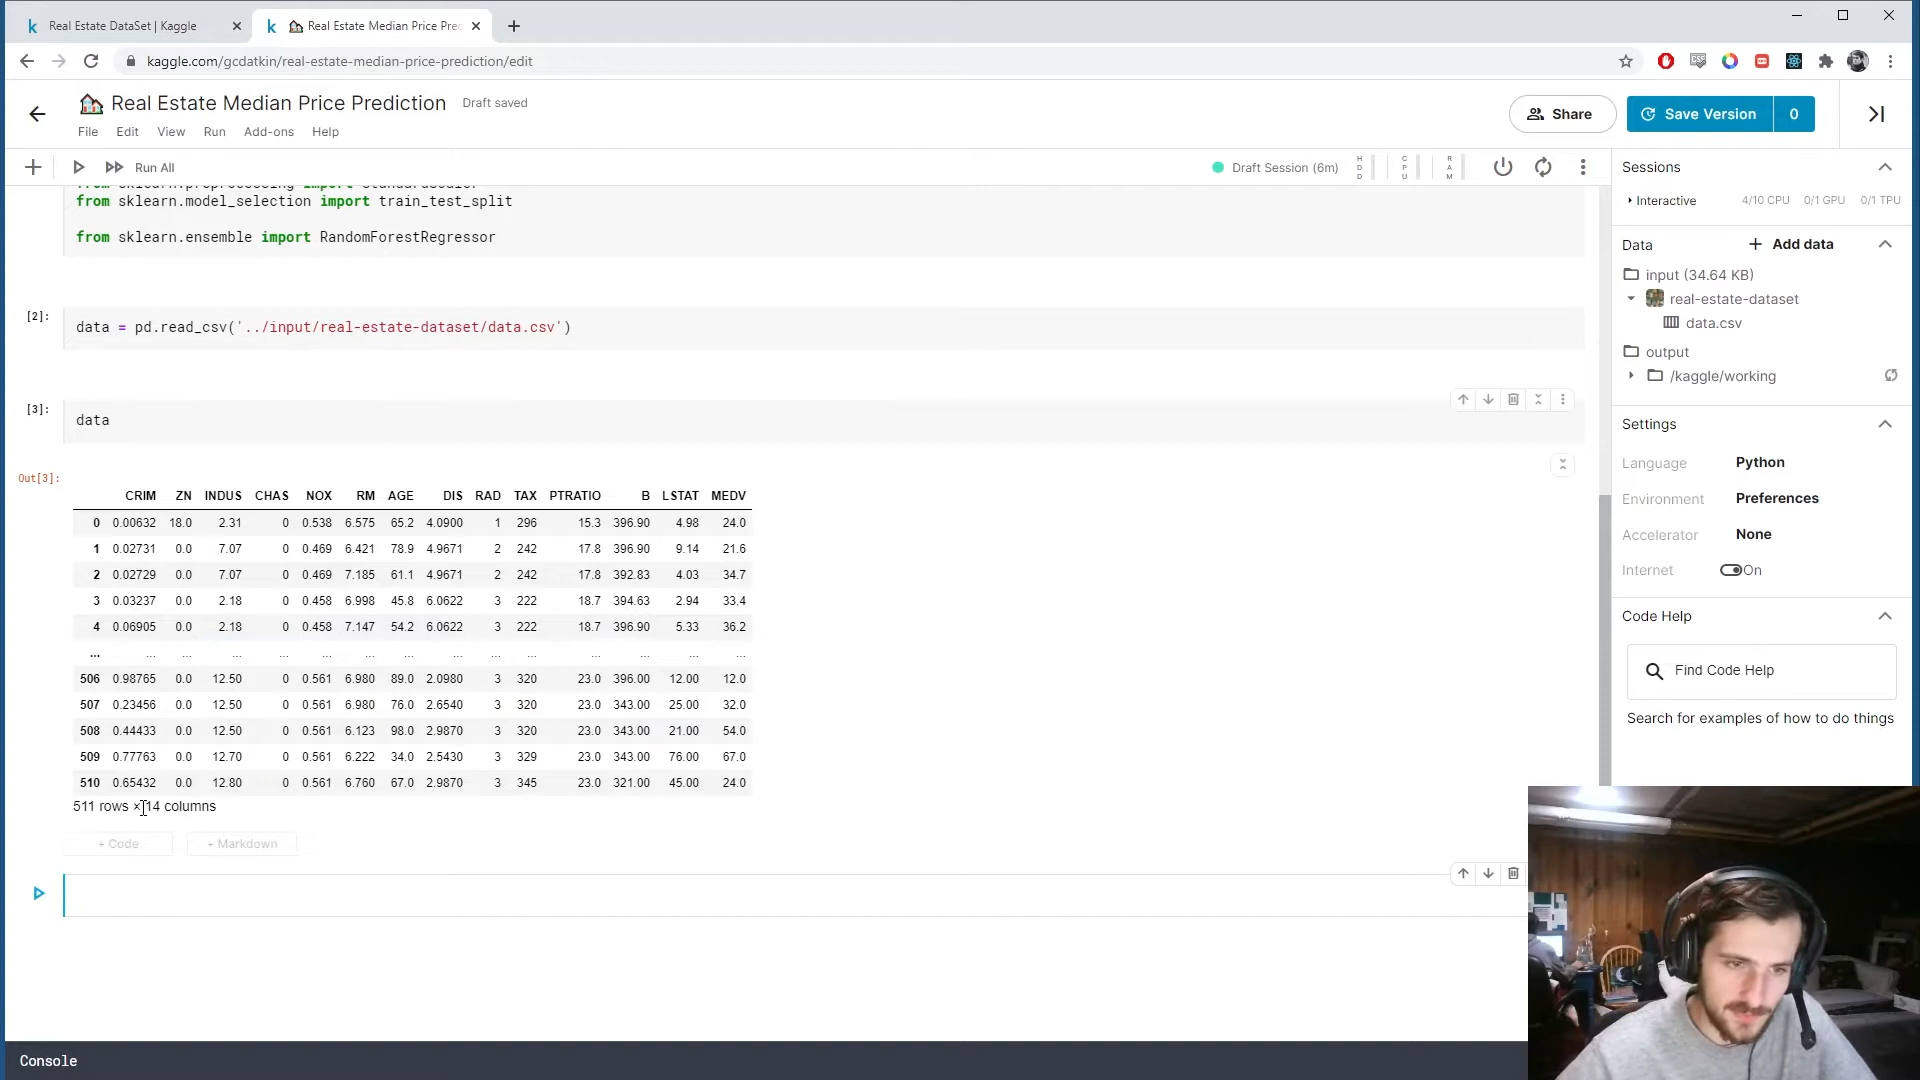 Real Estate DataSet | Kaggle
Real Estate Median Price Prec
kaggle.com/gcdatkin/real-estate-median-price-prediction/edit
Real Estate Median Price Prediction
Draft saved
File Edit View Run Add-ons Help
Share
Save Version 0
Run All
Draft Session (6m)
HDD
CPU
RAM
from sklearn.preprocessing import StandardScaler
from sklearn.model_selection import train_test_split
from sklearn.ensemble import RandomForestRegressor
[2]:
data = pd.read_csv('../input/real-estate-dataset/data.csv')
[3]:
data
Out[3]:
CRIM ZN INDUS CHAS NOX RM AGE DIS RAD TAX PTRATIO B LSTAT MEDV
0 0.00632 18.0 2.31 0 0.538 6.575 65.2 4.0900 1 296 15.3 396.90 4.98 24.0
1 0.02731 0.0 7.07 0 0.469 6.421 78.9 4.9671 2 242 17.8 396.90 9.14 21.6
2 0.02729 0.0 7.07 0 0.469 7.185 61.1 4.9671 2 242 17.8 392.83 4.03 34.7
3 0.03237 0.0 2.18 0 0.458 6.998 45.8 6.0622 3 222 18.7 394.63 2.94 33.4
4 0.06905 0.0 2.18 0 0.458 7.147 54.2 6.0622 3 222 18.7 396.90 5.33 36.2
... ... ... ... ... ... ... ... ... ... ... ... ... ... ...
506 0.98765 0.0 12.50 0 0.561 6.980 89.0 2.0980 3 320 23.0 396.00 12.00 12.0
507 0.23456 0.0 12.50 0 0.561 6.980 76.0 2.6540 3 320 23.0 343.00 25.00 32.0
508 0.44433 0.0 12.50 0 0.561 6.123 98.0 2.9870 3 320 23.0 343.00 21.00 54.0
509 0.77763 0.0 12.70 0 0.561 6.222 34.0 2.5430 3 329 23.0 343.00 76.00 67.0
510 0.65432 0.0 12.80 0 0.561 6.760 67.0 2.9870 3 345 23.0 321.00 45.00 24.0
511 rows × 14 columns
+ Code + Markdown
Console
Sessions
Interactive 4/10 CPU 0/1 GPU 0/1 TPU
Data + Add data
input (34.64 KB)
real-estate-dataset
data.csv
output
/kaggle/working
Settings
Language Python
Environment Preferences
Accelerator None
Internet On
Code Help
Find Code Help
Search for examples of how to do things